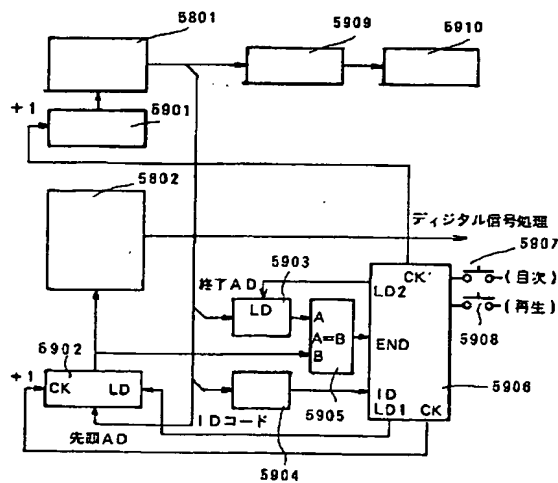 5801
5909
5910
+1
5901
5802
ディジタル信号処理
5907
CK'
(目次)
5903
終了AD
LD2
(再生)
LD
A
5908
A=B
END
5902
B
5906
5905
+1
CK
LD
ID
IDコード
LD1
CK
先頭AD
5904